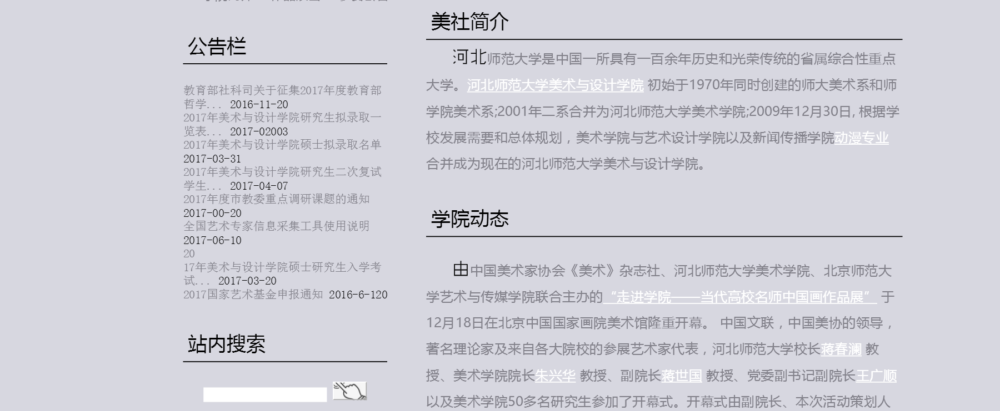 公告栏
教育部社科司关于征集2017年度教育部
哲学... 2016-11-20
2017年美术与设计学院研究生拟录取一
览表... 2017-02003
2017年美术与设计学院硕士拟录取名单
2017-03-31
2017年美术与设计学院研究生二次复试
学生... 2017-04-07
2017年度市教委重点调研课题的通知
2017-00-20
全国艺术专家信息采集工具使用说明
2017-06-10
20
17年美术与设计学院硕士研究生入学考
试... 2017-03-20
2017国家艺术基金申报通知 2016-6-120
站内搜索
美社简介
河北师范大学是中国一所具有一百余年历史和光荣传统的省属综合性重点
大学。河北师范大学美术与设计学院 初始于1970年同时创建的师大美术系和师
学院美术系;2001年二系合并为河北师范大学美术学院;2009年12月30日, 根据学
校发展需要和总体规划，美术学院与艺术设计学院以及新闻传播学院动漫专业
合并成为现在的河北师范大学美术与设计学院。
学院动态
由中国美术家协会《美术》杂志社、河北师范大学美术学院、北京师范大
学艺术与传媒学院联合主办的“走进学院——当代高校名师中国画作品展” 于
12月18日在北京中国国家画院美术馆隆重开幕。 中国文联，中国美协的领导，
著名理论家及来自各大院校的参展艺术家代表，河北师范大学校长蒋春澜 教
授、美术学院院长朱兴华 教授、副院长蒋世国 教授、党委副书记副院长王广顺
以及美术学院50多名研究生参加了开幕式。开幕式由副院长、本次活动策划人